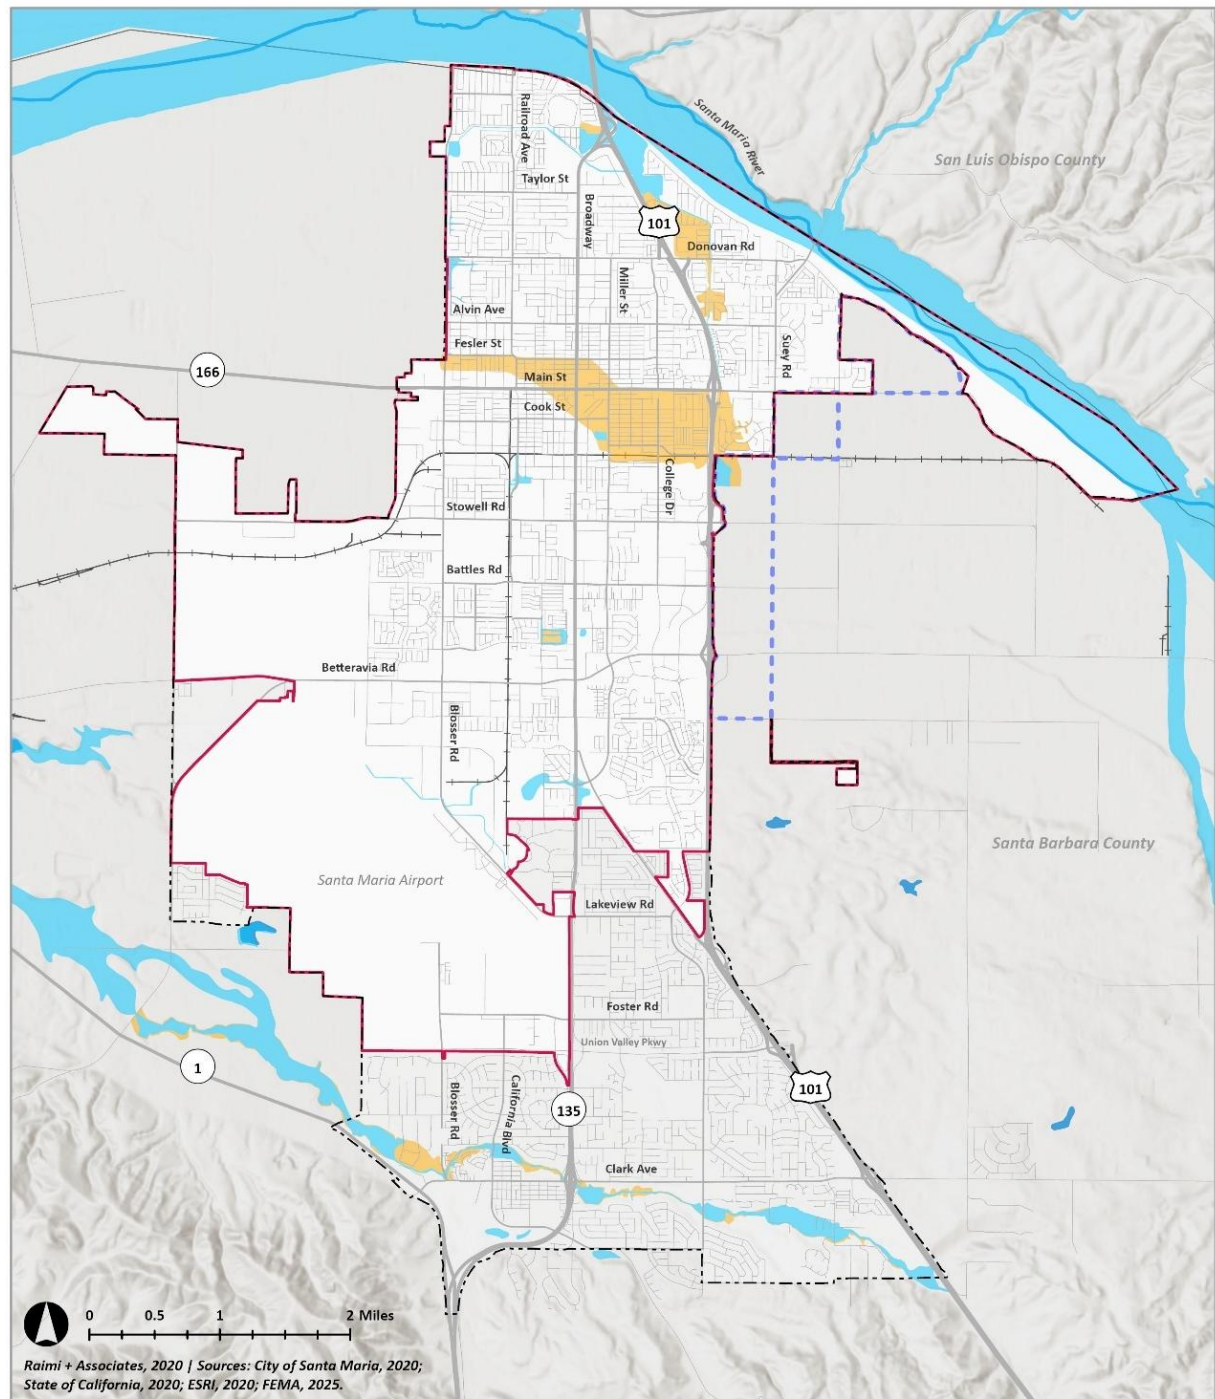 Santa Maria River
San Luis Obispo County
Railroad Ave
Taylor St
Broadway
101
Donovan Rd
Miller St
Alvin Ave
Fesler St
Suey Rd
166
Main St
Cook St
College Dr
Stowell Rd
Battles Rd
Betteravia Rd
Blosser Rd
Santa Barbara County
Santa Maria Airport
Lakeview Rd
Foster Rd
Union Valley Pkwy
1
101
Blosser Rd
California Blvd
135
Clark Ave
0 0.5 1 2 Miles
Raimi + Associates, 2020 | Sources: City of Santa Maria, 2020;
State of California, 2020; ESRI, 2020; FEMA, 2025.